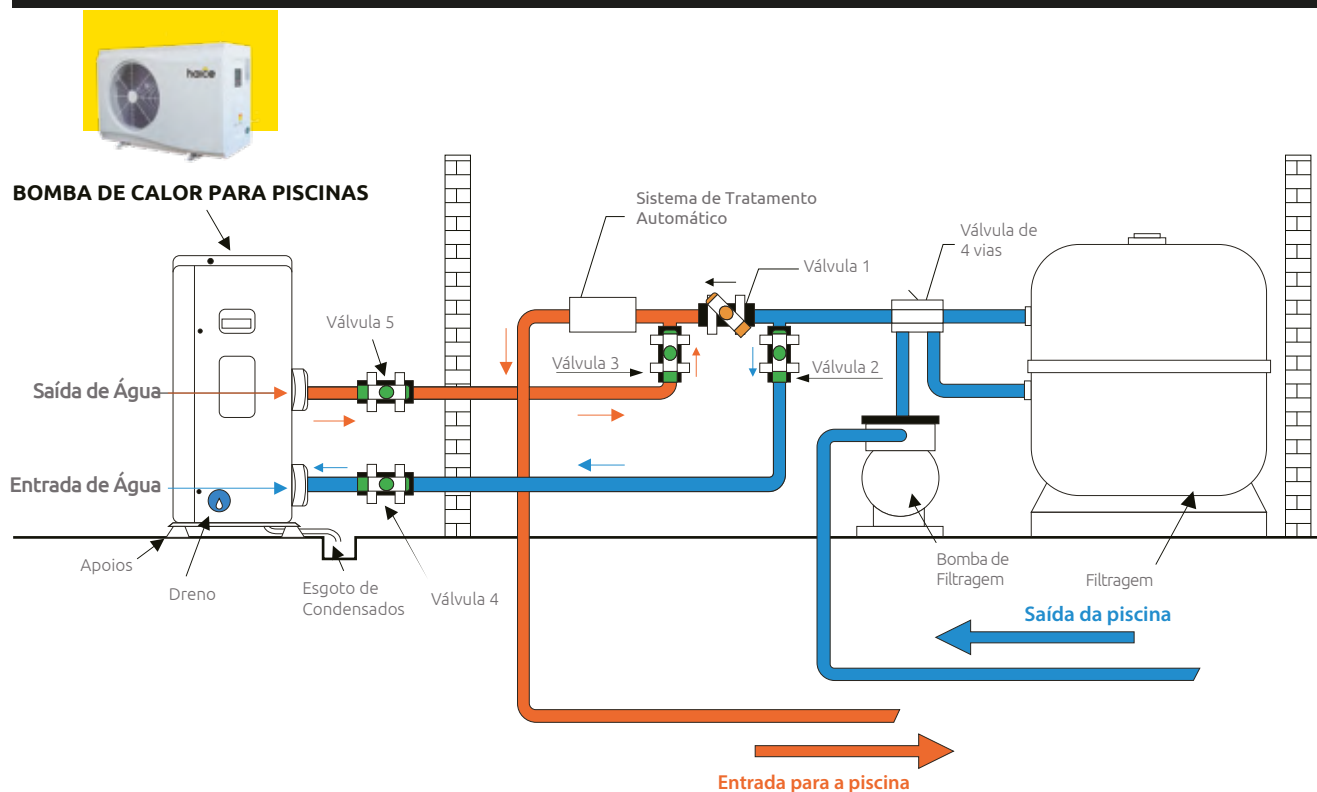 haice
BOMBA DE CALOR PARA PISCINAS
Sistema de Tratamento
Automático
Válvula de
4 vias
Válvula 1
Válvula 5
Válvula 3
Válvula 2
Saída de Água
Entrada de Água
Apoios
Dreno
Esgoto de
Condensados
Válvula 4
Bomba de
Filtragem
Filtragem
Saída da piscina
Entrada para a piscina